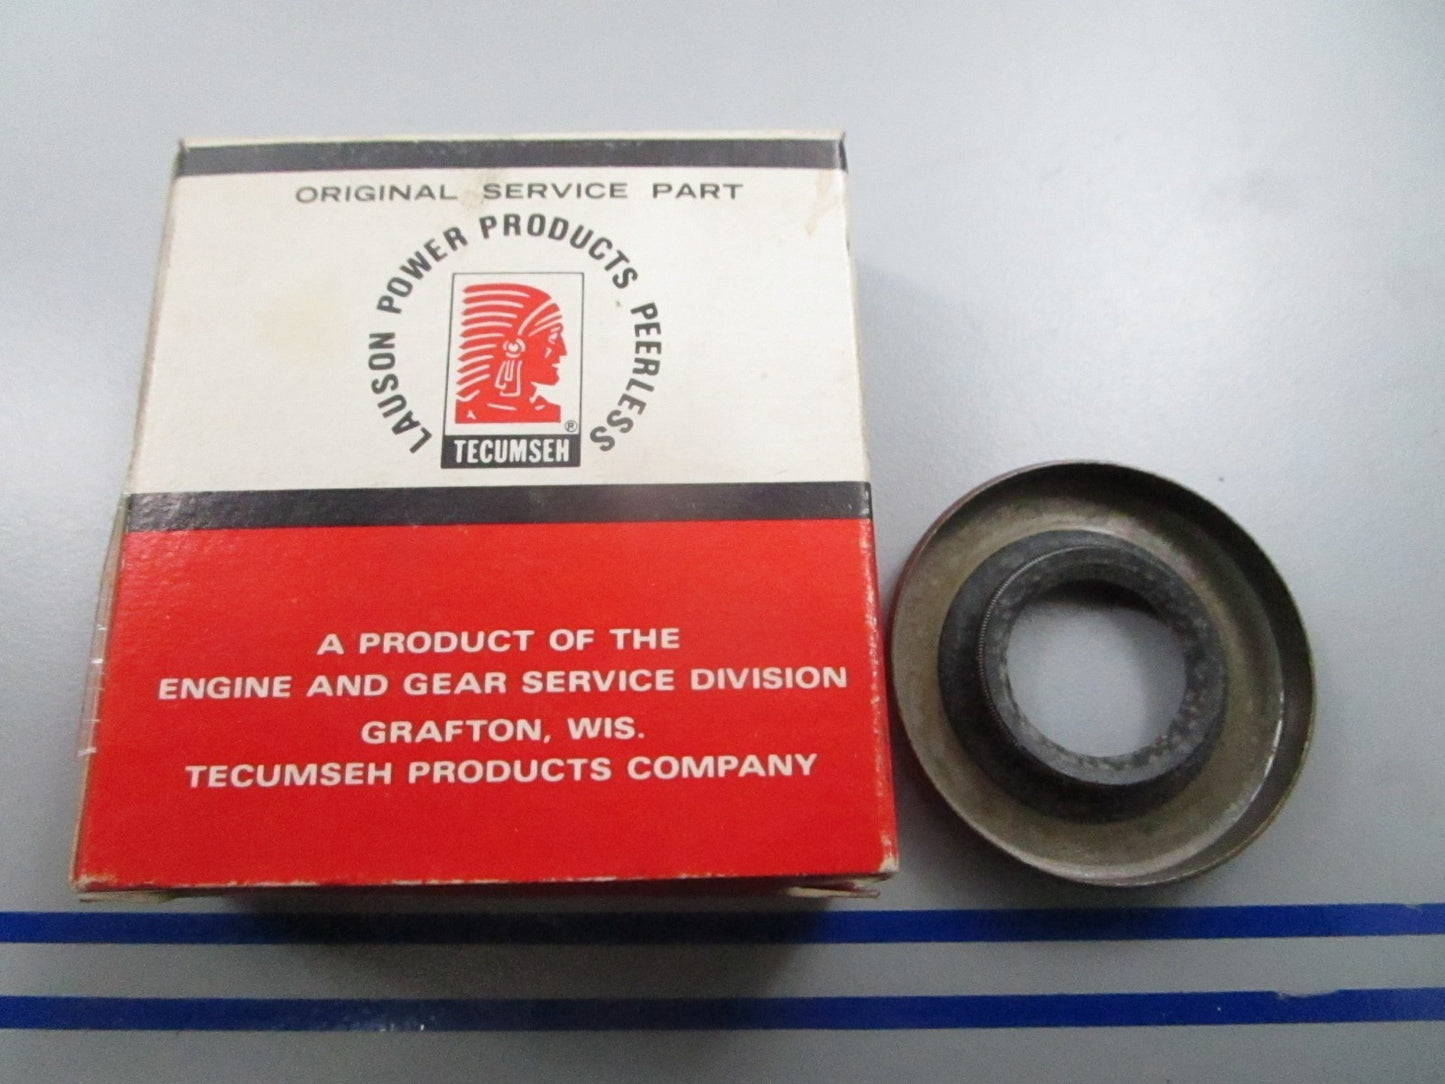 ORIGINAL SERVICE PART
LAUSON POWER PRODUCTS PEERLESS
®
TECUMSEH
A PRODUCT OF THE
ENGINE AND GEAR SERVICE DIVISION
GRAFTON, WIS.
TECUMSEH PRODUCTS COMPANY